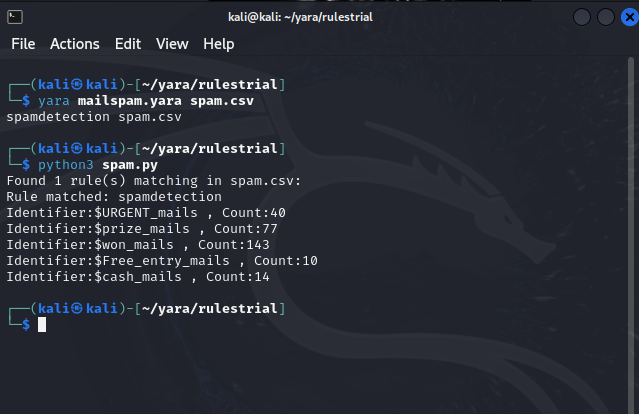 kali@kali: ~/yara/rulestrial
File Actions Edit View Help
┌──(kali㉿kali)-[~/yara/rulestrial]
└─$ yara mailspam.yara spam.csv
spamdetection spam.csv
┌──(kali㉿kali)-[~/yara/rulestrial]
└─$ python3 spam.py
Found 1 rule(s) matching in spam.csv:
Rule matched: spamdetection
Identifier:$URGENT_mails , Count:40
Identifier:$prize_mails , Count:77
Identifier:$won_mails , Count:143
Identifier:$Free_entry_mails , Count:10
Identifier:$cash_mails , Count:14
┌──(kali㉿kali)-[~/yara/rulestrial]
└─$